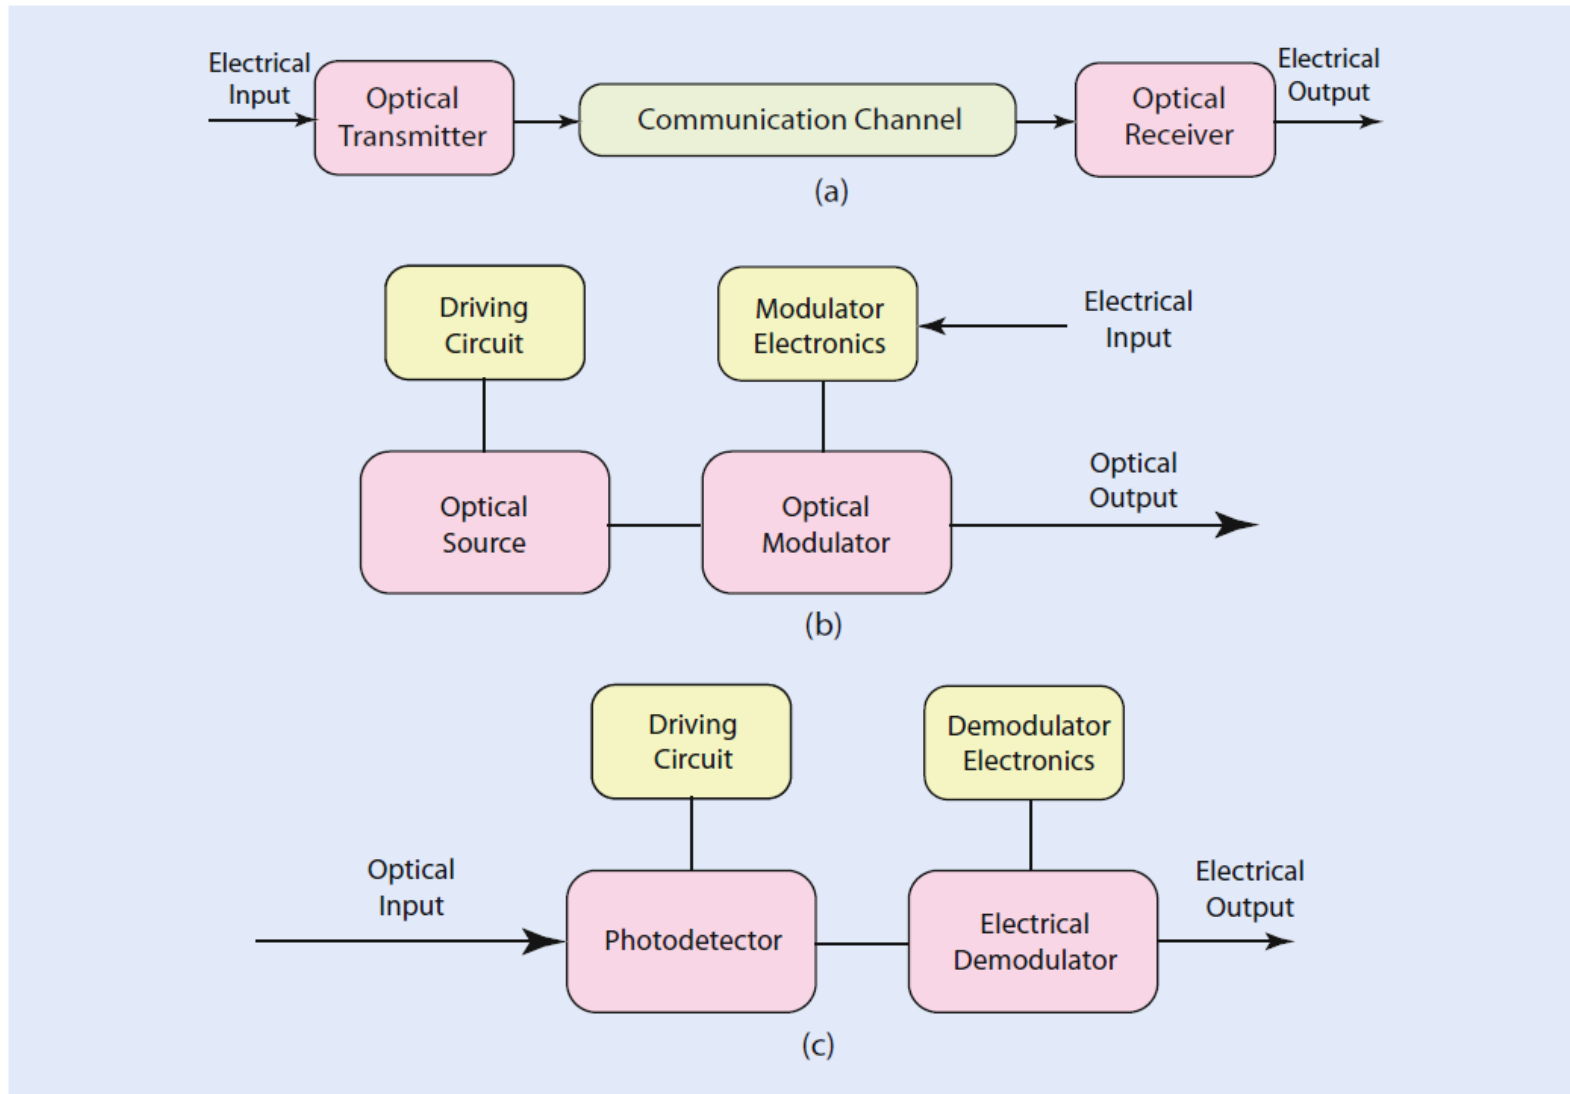 Electrical
Input
Optical
Transmitter
Communication Channel
Optical
Receiver
Electrical
Output
(a)
Driving
Circuit
Modulator
Electronics
Electrical
Input
Optical
Source
Optical
Modulator
Optical
Output
(b)
Driving
Circuit
Demodulator
Electronics
Optical
Input
Photodetector
Electrical
Demodulator
Electrical
Output
(c)